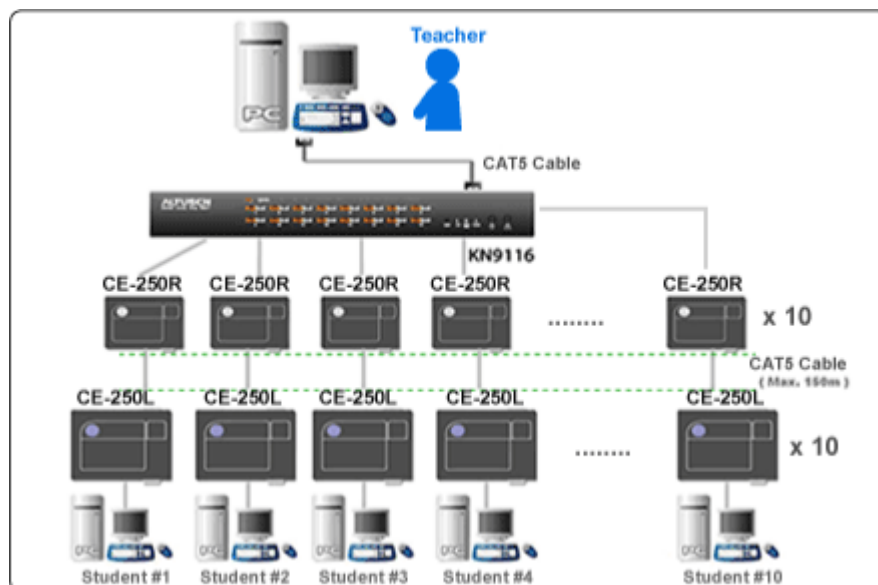 Teacher
PC
CAT5 Cable
ALTUSEN
KN9116
CE-250R CE-250R CE-250R CE-250R CE-250R
........ x 10
CAT5 Cable
( Max. 150m )
CE-250L CE-250L CE-250L CE-250L CE-250L
........ x 10
Student #1 Student #2 Student #3 Student #4 Student #10